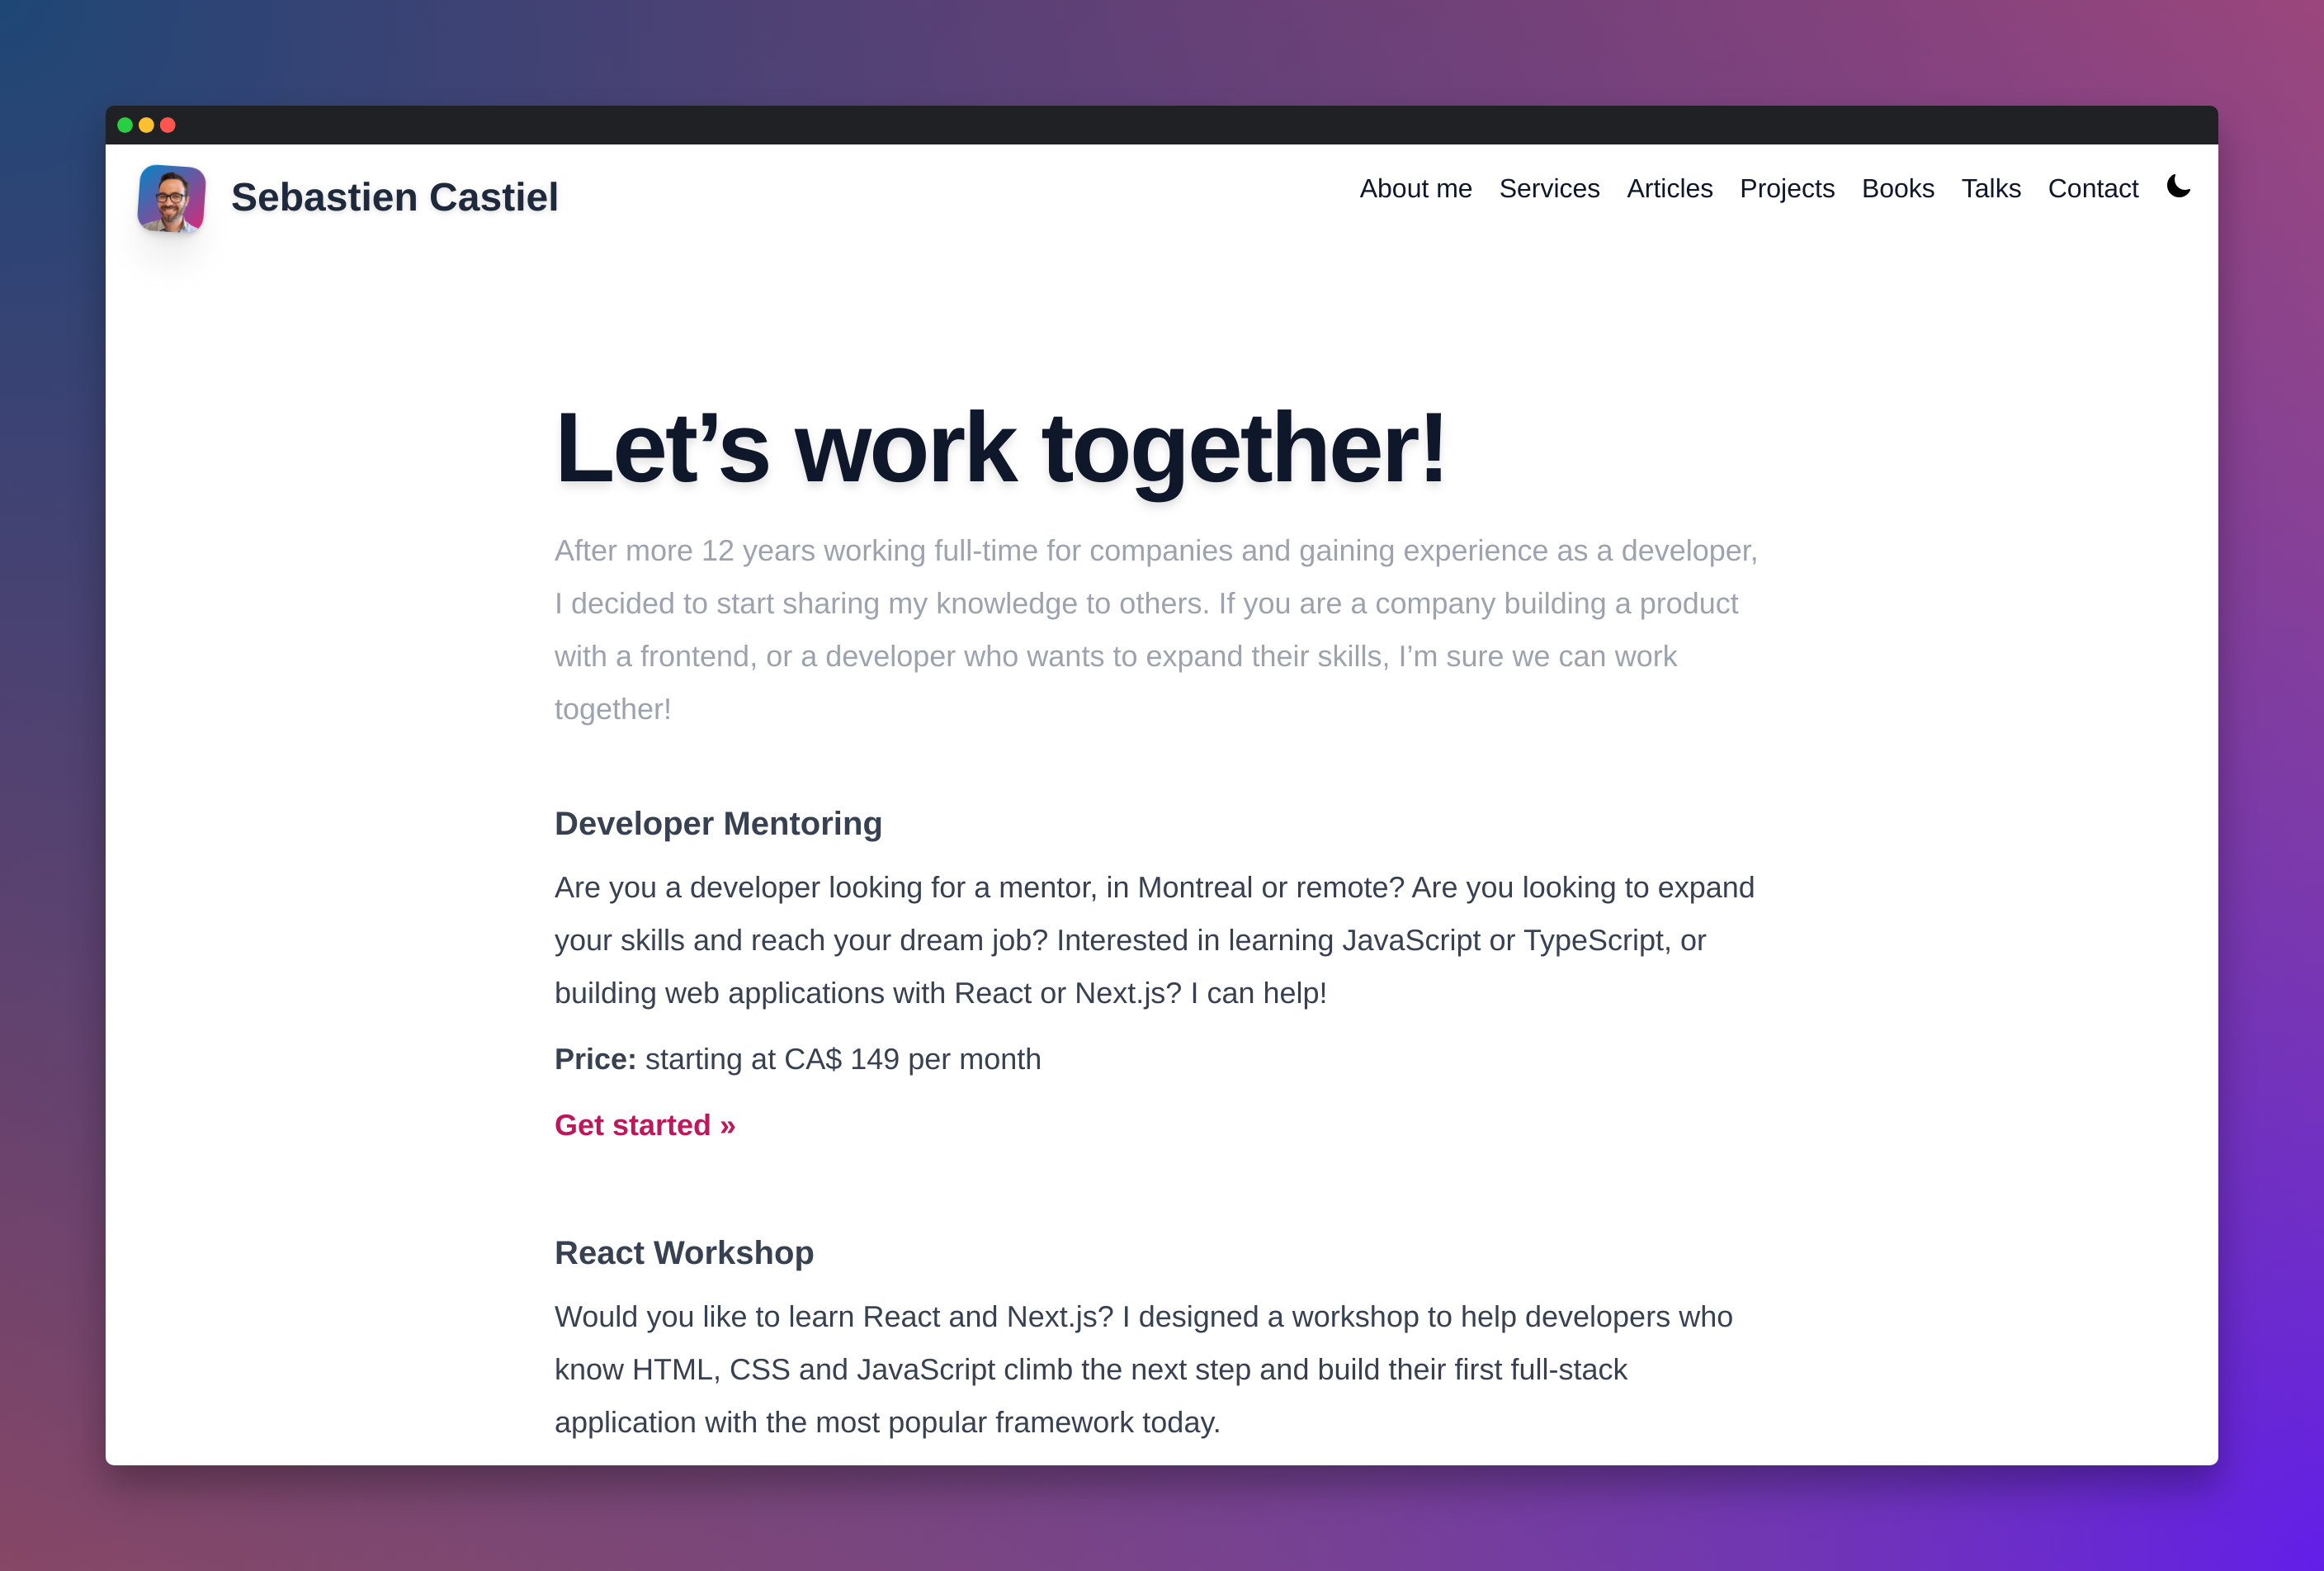 Sebastien Castiel
About me Services Articles Projects Books Talks Contact
Let’s work together!
After more 12 years working full-time for companies and gaining experience as a developer,
I decided to start sharing my knowledge to others. If you are a company building a product
with a frontend, or a developer who wants to expand their skills, I’m sure we can work
together!
Developer Mentoring
Are you a developer looking for a mentor, in Montreal or remote? Are you looking to expand
your skills and reach your dream job? Interested in learning JavaScript or TypeScript, or
building web applications with React or Next.js? I can help!
Price: starting at CA$ 149 per month
Get started »
React Workshop
Would you like to learn React and Next.js? I designed a workshop to help developers who
know HTML, CSS and JavaScript climb the next step and build their first full-stack
application with the most popular framework today.